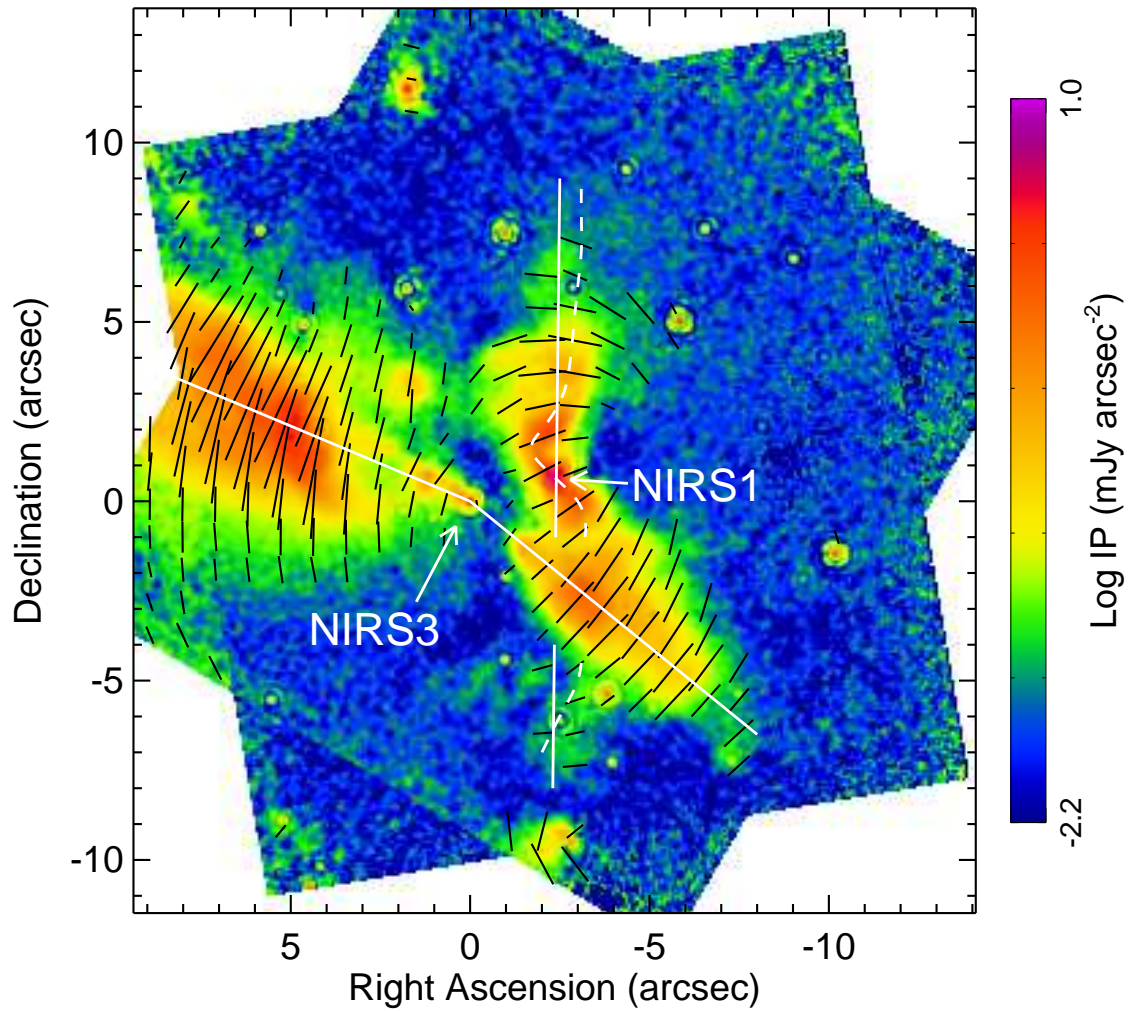 10
5
0
-5
-10
5
0
-5
-10
Declination (arcsec)
Right Ascension (arcsec)
NIRS1
NIRS3
1.0
-2.2
Log IP (mJy arcsec⁻²)